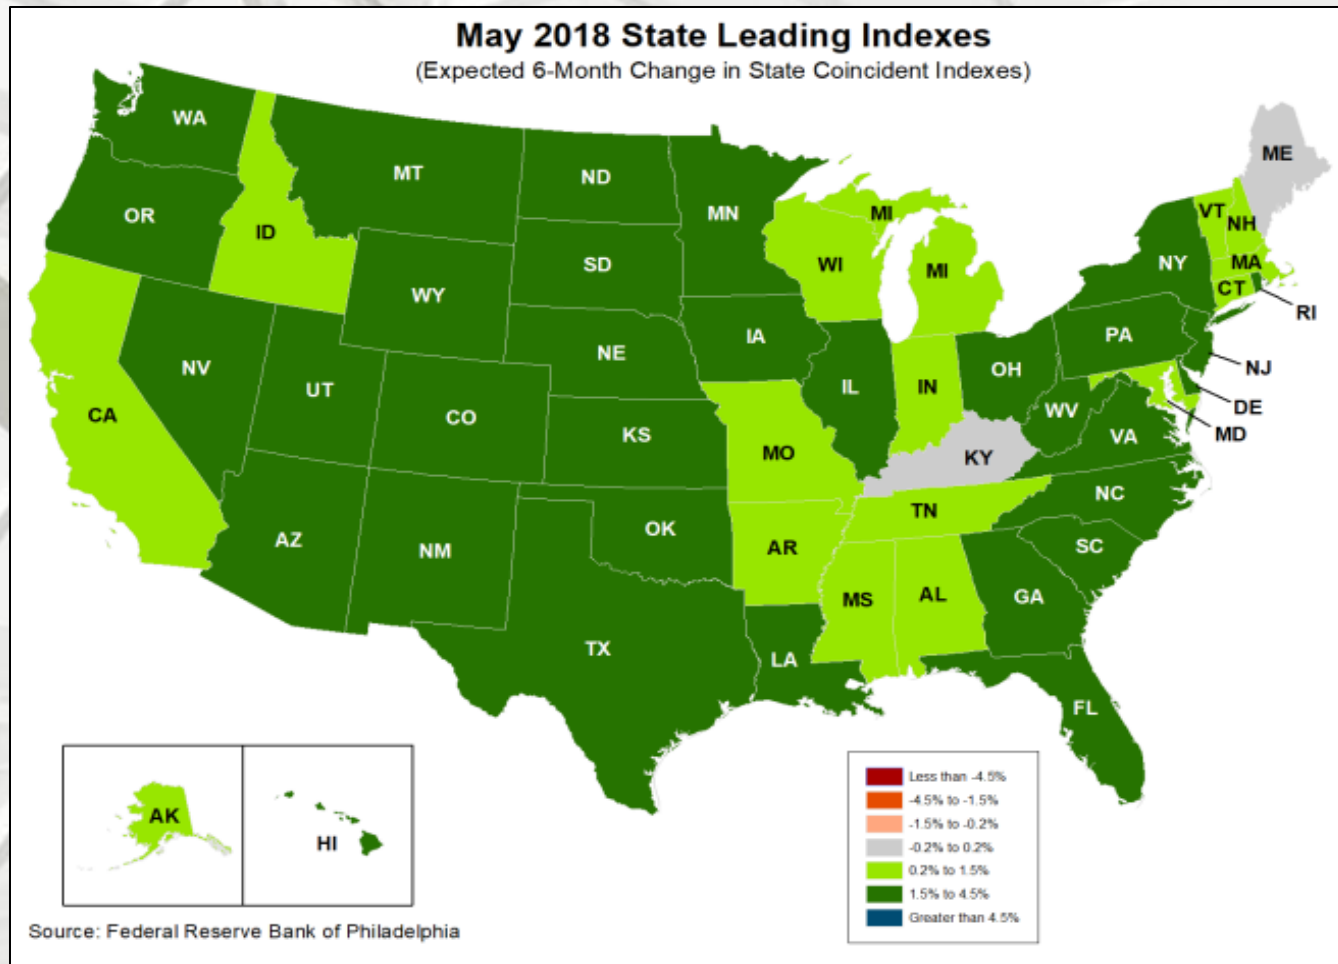 May 2018 State Leading Indexes
(Expected 6-Month Change in State Coincident Indexes)
WA
MT
ND
MN
ME
OR
ID
SD
WI
MI
MI
VT
NH
NY
MA
CT
RI
WY
NE
IA
PA
NJ
NV
UT
CO
KS
IL
IN
OH
WV
VA
DE
MD
CA
MO
KY
NC
AZ
NM
OK
AR
TN
SC
MS
AL
GA
TX
LA
FL
AK
HI
Less than -4.5%
-4.5% to -1.5%
-1.5% to -0.2%
-0.2% to 0.2%
0.2% to 1.5%
1.5% to 4.5%
Greater than 4.5%
Source: Federal Reserve Bank of Philadelphia